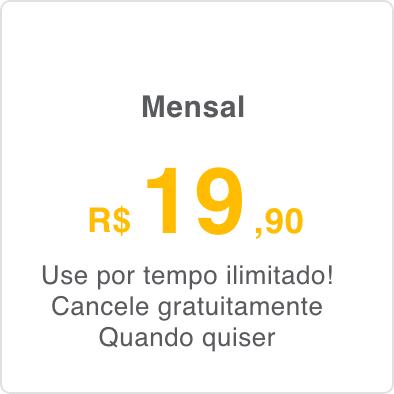 Mensal
R$ 19,90
Use por tempo ilimitado!
Cancele gratuitamente
Quando quiser